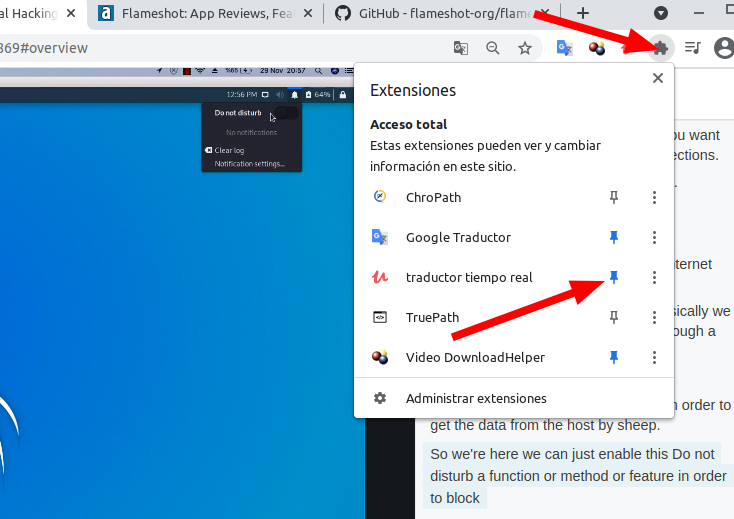 al Hacking
Flameshot: App Reviews, Fea
GitHub - flameshot-org/flame
369#overview
%65
29 Nov 20:57
12:56 PM
64%
Do not disturb
No notifications
Clear log
Notification settings...
Extensiones
Acceso total
Estas extensiones pueden ver y cambiar
información en este sitio.
ChroPath
Google Traductor
traductor tiempo real
TruePath
Video DownloadHelper
Administrar extensiones
ou want
ections.
nternet
sically we
ough a
n order to
get the data from the host by sheep.
So we're here we can just enable this Do not
disturb a function or method or feature in order
to block